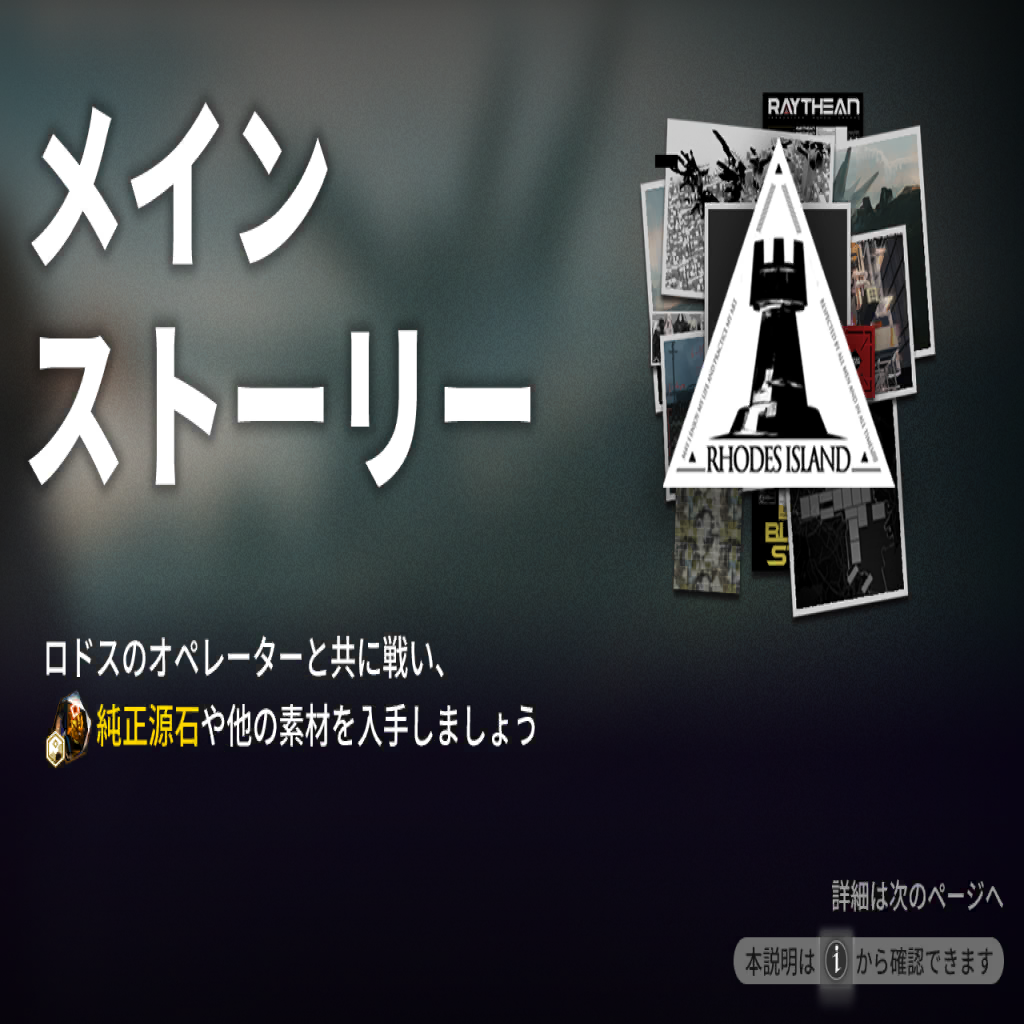 メイン
ストーリー
RAYTHEAN
RHODES ISLAND
ロドスのオペレーターと共に戦い、
純正源石や他の素材を入手しましょう
詳細は次のページへ
本説明は i から確認できます